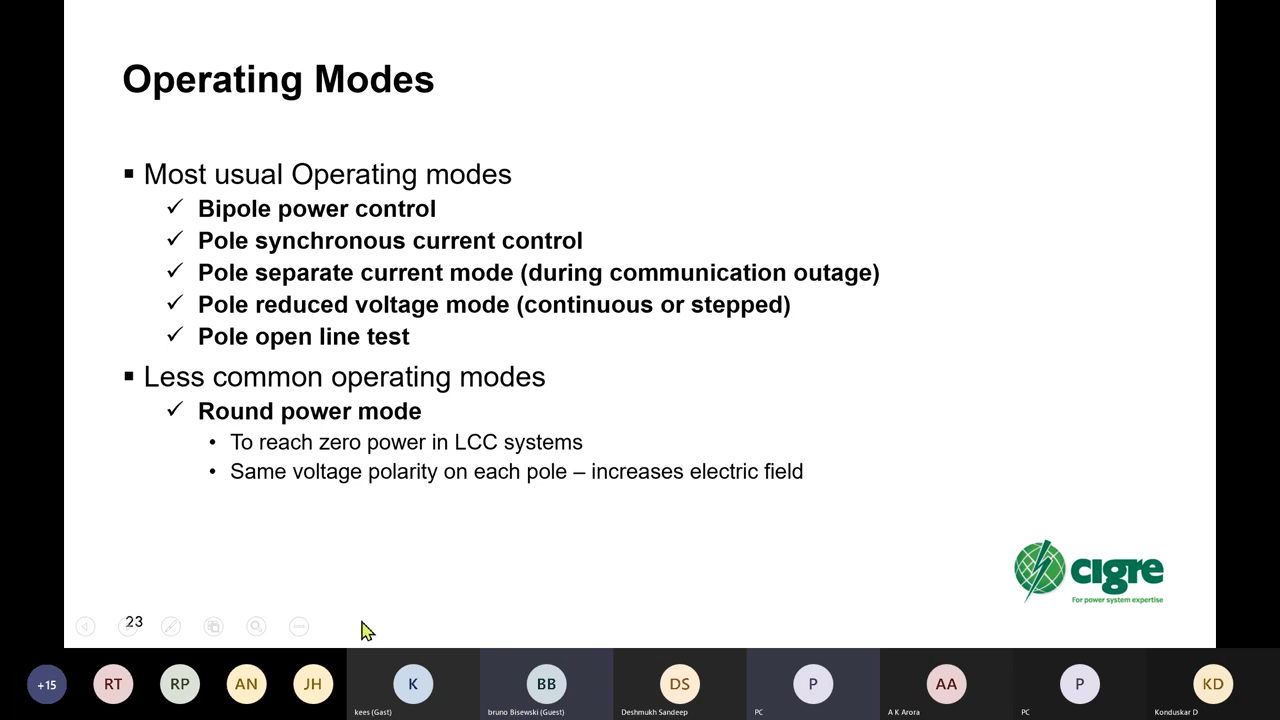 Operating Modes
▪ Most usual Operating modes
✓ Bipole power control
✓ Pole synchronous current control
✓ Pole separate current mode (during communication outage)
✓ Pole reduced voltage mode (continuous or stepped)
✓ Pole open line test
▪ Less common operating modes
✓ Round power mode
• To reach zero power in LCC systems
• Same voltage polarity on each pole – increases electric field
cigre
For power system expertise
23
+15 RT RP AN JH K BB DS P AA P KD
kees (Gast) bruno Bisewski (Guest) Deshmukh Sandeep PC A K Arora PC Konduskar D